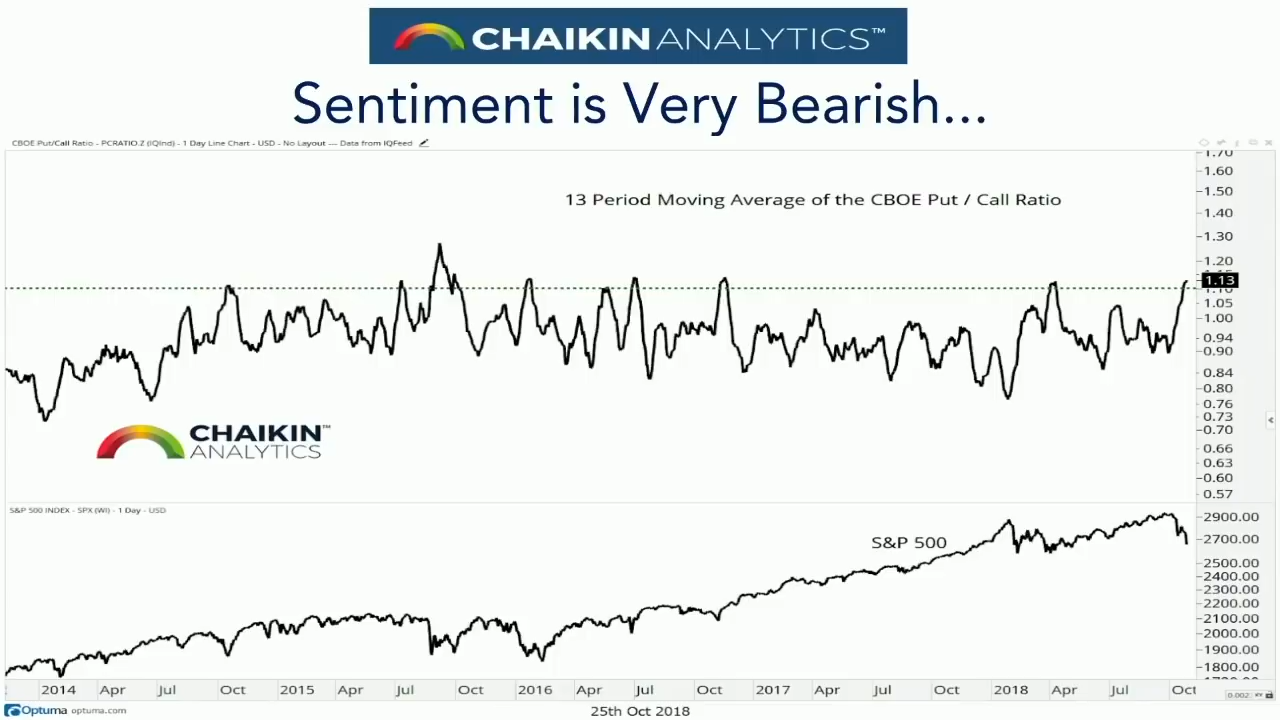 CHAIKIN ANALYTICS™
Sentiment is Very Bearish...
CBOE Put/Call Ratio - PCRATIO.Z (IQInd) - 1 Day Line Chart - USD - No Layout --- Data from IQFeed
13 Period Moving Average of the CBOE Put / Call Ratio
1.70
1.60
1.50
1.40
1.30
1.20
1.13
1.10
1.05
1.00
0.94
0.90
0.84
0.80
0.76
0.73
0.70
0.66
0.63
0.60
0.57
CHAIKIN™
ANALYTICS
S&P 500 INDEX - SPX (WI) - 1 Day - USD
S&P 500
2900.00
2700.00
2500.00
2400.00
2300.00
2200.00
2100.00
2000.00
1900.00
1800.00
2014 Apr Jul Oct 2015 Apr Jul Oct 2016 Apr Jul Oct 2017 Apr Jul Oct 2018 Apr Jul Oct
0.002
Optuma optuma.com
25th Oct 2018